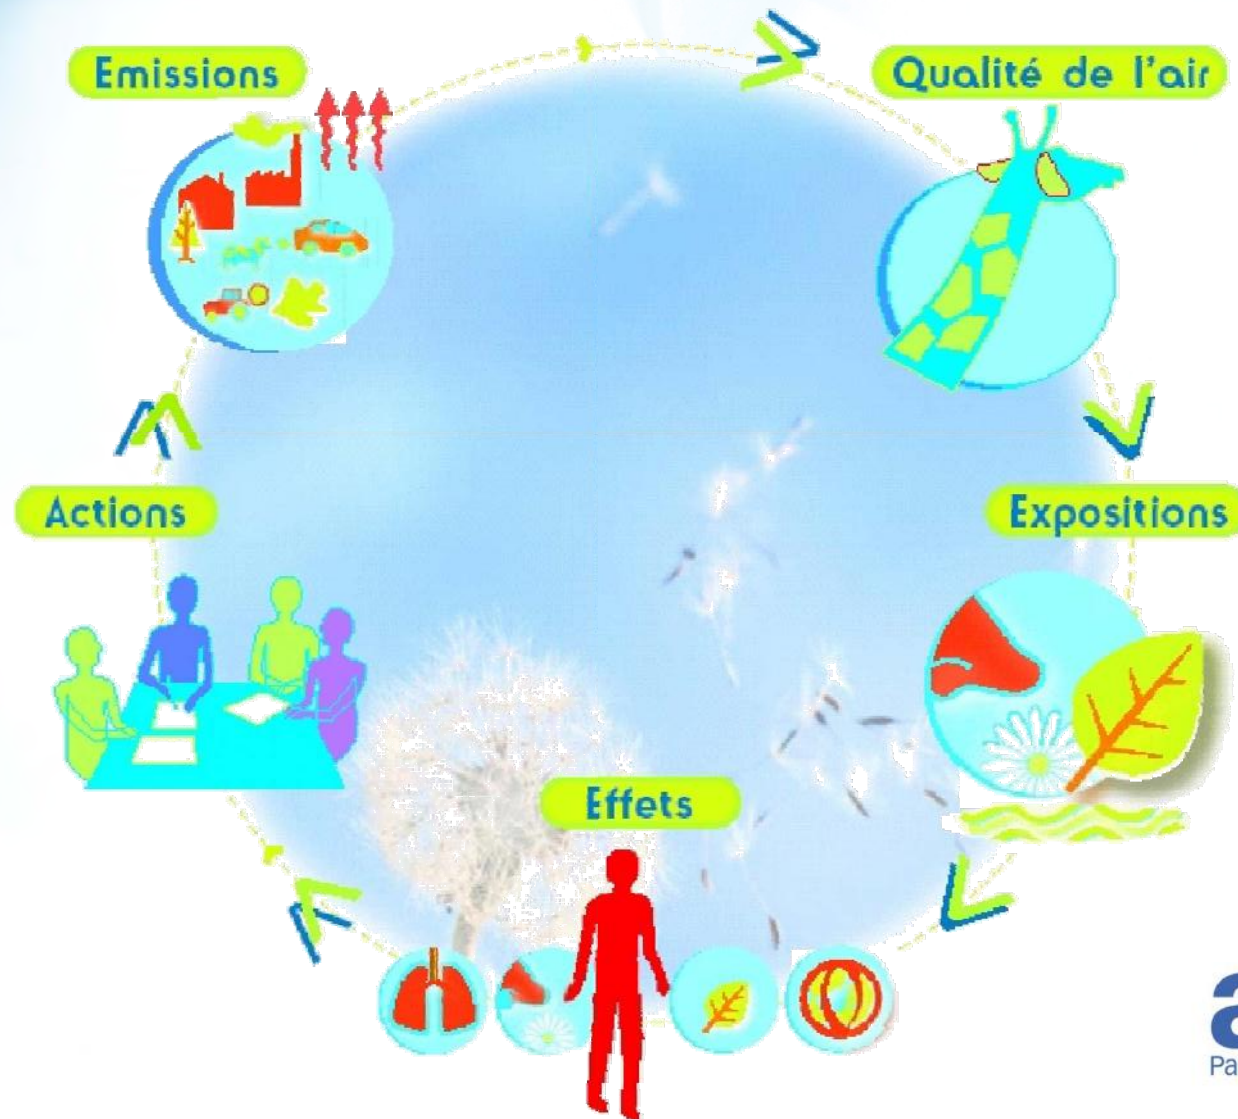 Emissions
Qualité de l'air
Actions
Expositions
Effets